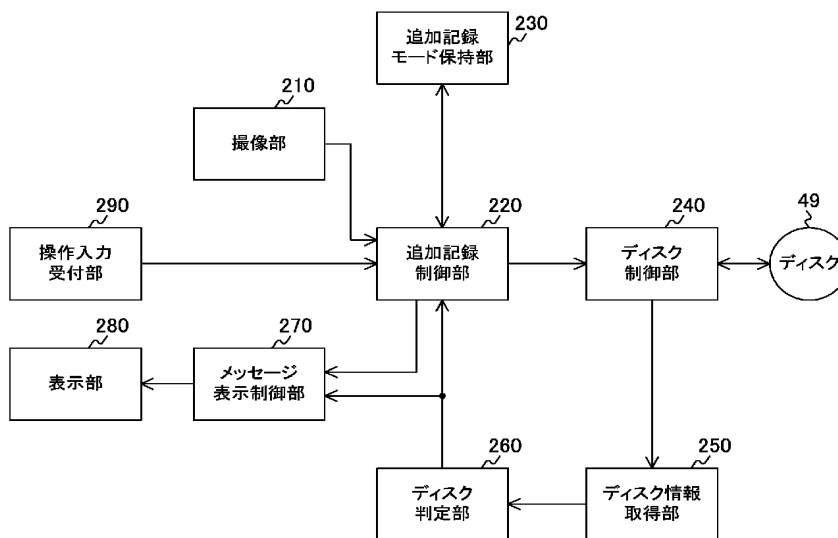 230
追加記録
モード保持部
210
撮像部
290
操作入力
受付部
220
追加記録
制御部
240
ディスク
制御部
49
ディスク
280
表示部
270
メッセージ
表示制御部
260
ディスク
判定部
250
ディスク情報
取得部